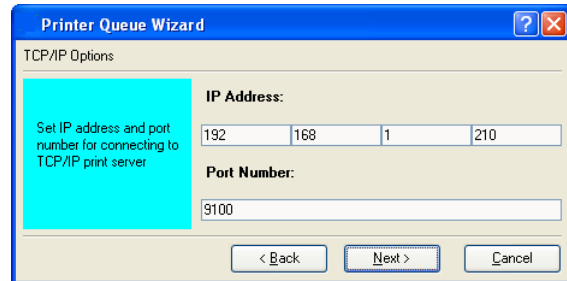 Printer Queue Wizard
TCP/IP Options
IP Address:
Set IP address and port
number for connecting to
TCP/IP print server
192 168 1 210
Port Number:
9100
< Back Next > Cancel